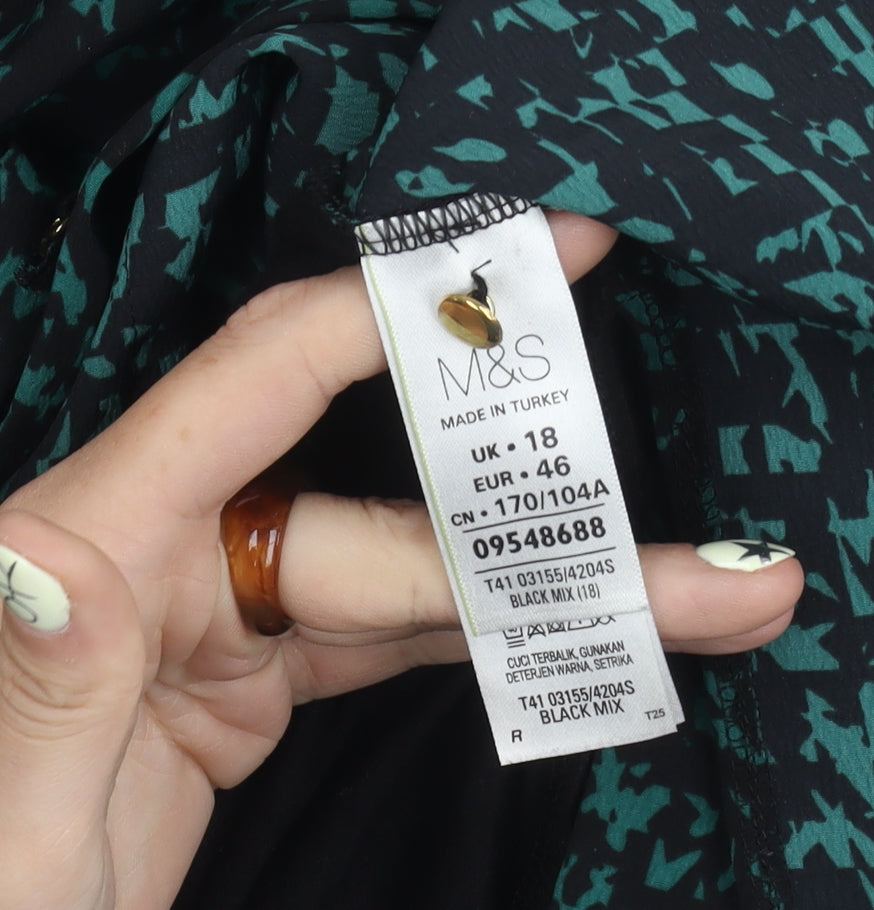 M&S
MADE IN TURKEY
UK • 18
EUR • 46
CN • 170/104A
09548688
T41 03155/4204S
BLACK MIX (18)
CUCI TERBALIK, GUNAKAN
DETERJEN WARNA, SETRIKA
T41 03155/4204S
BLACK MIX
R T25